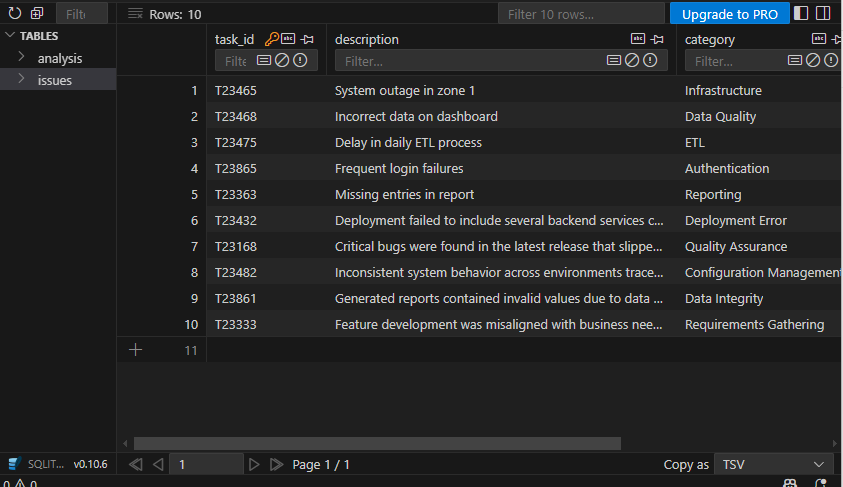 Filt Rows: 10 Filter 10 rows... Upgrade to PRO
TABLES
analysis
issues
task_id description category
Filte Filter... Filter...
1 T23465 System outage in zone 1 Infrastructure
2 T23468 Incorrect data on dashboard Data Quality
3 T23475 Delay in daily ETL process ETL
4 T23865 Frequent login failures Authentication
5 T23363 Missing entries in report Reporting
6 T23432 Deployment failed to include several backend services c... Deployment Error
7 T23168 Critical bugs were found in the latest release that slippe... Quality Assurance
8 T23482 Inconsistent system behavior across environments trace... Configuration Management
9 T23861 Generated reports contained invalid values due to data ... Data Integrity
10 T23333 Feature development was misaligned with business nee... Requirements Gathering
11
SQLIT... v0.10.6 1 Page 1 / 1 Copy as TSV
0 0